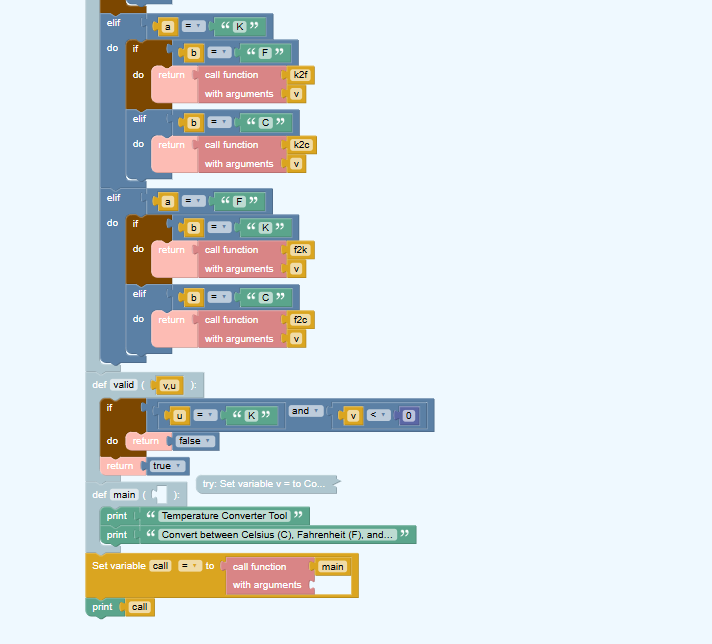 elif a = “ K ”
do if b = “ F ”
do return call function k2f
with arguments v
elif b = “ C ”
do return call function k2c
with arguments v
elif a = “ F ”
do if b = “ K ”
do return call function f2k
with arguments v
elif b = “ C ”
do return call function f2c
with arguments v
def valid ( v,u ):
if u = “ K ” and v < 0
do return false
return true
try: Set variable v = to Co...
def main ( ):
print “ Temperature Converter Tool ”
print “ Convert between Celsius (C), Fahrenheit (F), and... ”
Set variable call = to call function main
with arguments
print call